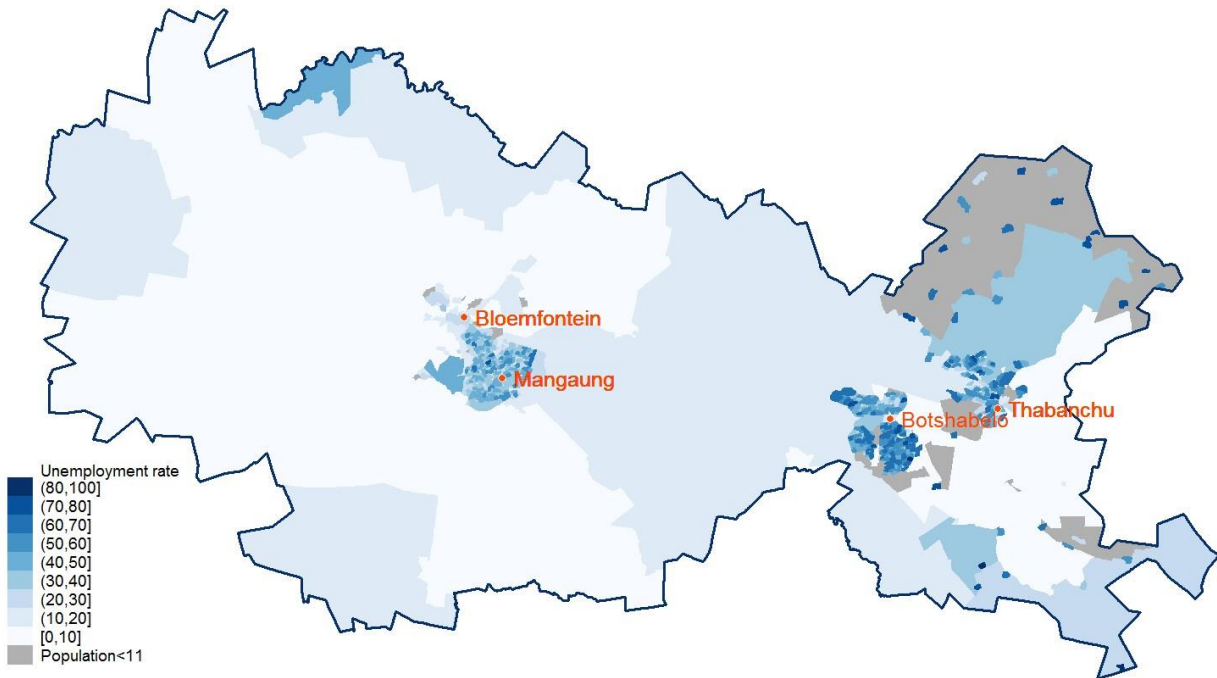 Bloemfontein
Mangaung
Thabanchu
Botshabelo
Unemployment rate
(80,100]
(70,80]
(60,70]
(50,60]
(40,50]
(30,40]
(20,30]
(10,20]
[0,10]
Population<11